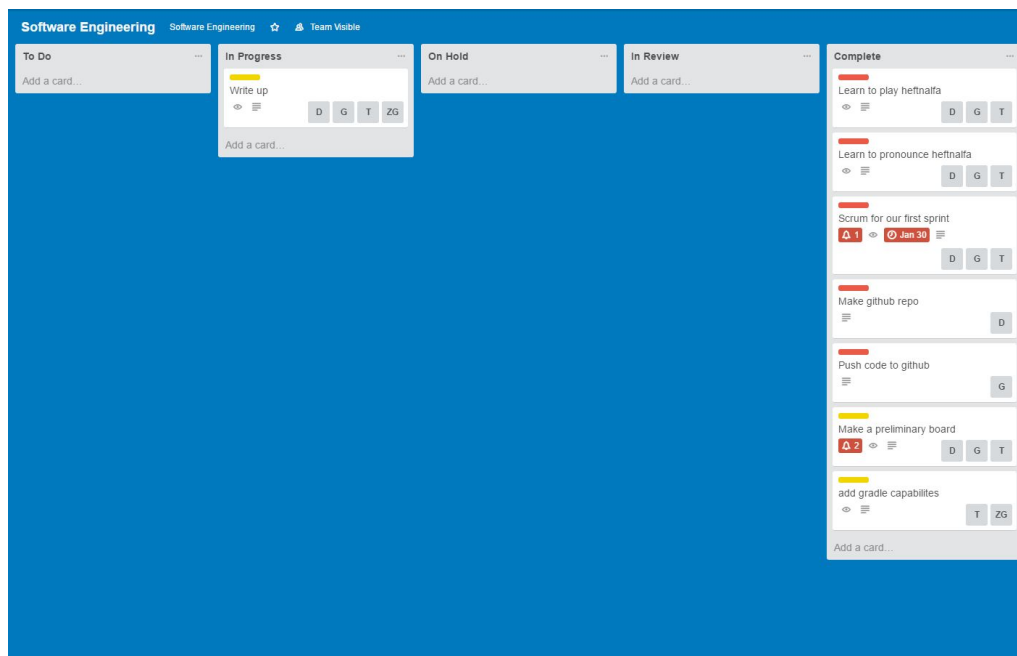 Software Engineering Software Engineering Team Visible
To Do ...
Add a card...
In Progress ...
Write up
D G T ZG
Add a card...
On Hold ...
Add a card...
In Review ...
Add a card...
Complete ...
Learn to play heftnalfa
D G T
Learn to pronounce heftnalfa
D G T
Scrum for our first sprint
1 Jan 30
D G T
Make github repo
D
Push code to github
G
Make a preliminary board
2 D G T
add gradle capabilites
T ZG
Add a card...